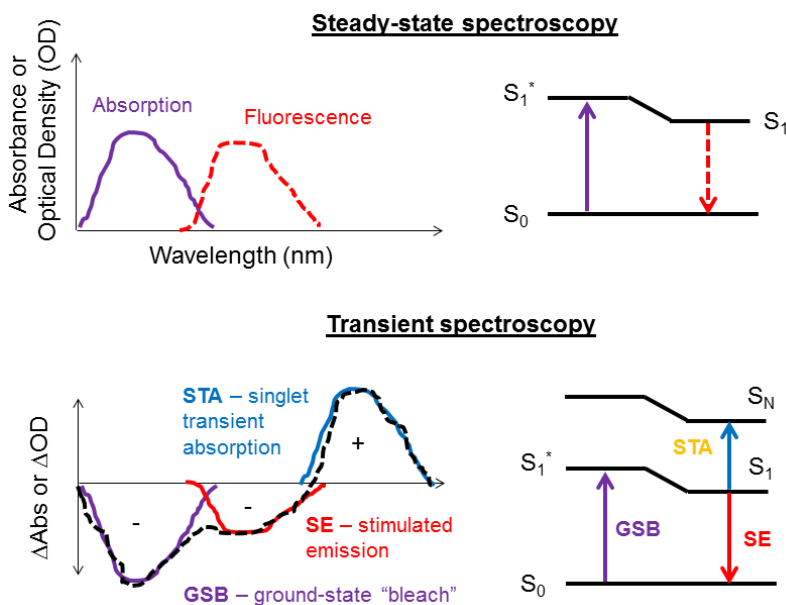 Steady-state spectroscopy
Absorbance or
Optical Density (OD)
Absorption
Fluorescence
Wavelength (nm)
S1*
S1
S0
Transient spectroscopy
ΔAbs or ΔOD
STA – singlet
transient
absorption
+
-
-
SE – stimulated
emission
GSB – ground-state “bleach”
SN
S1*
S1
STA
GSB
SE
S0